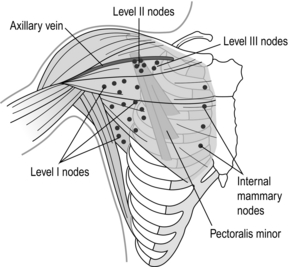 Level II nodes
Axillary vein
Level III nodes
Level I nodes
Internal
mammary
nodes
Pectoralis minor